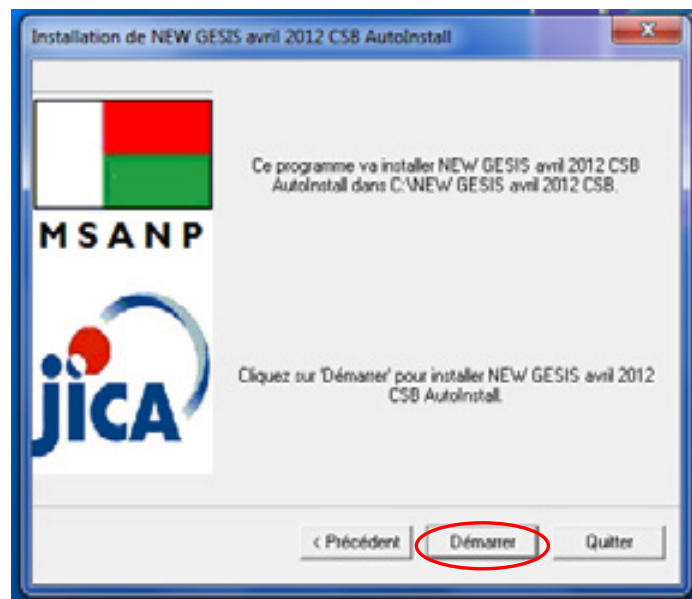 Installation de NEW GESIS avril 2012 CSB AutoInstall
MSANP
jICA
Ce programme va installer NEW GESIS avril 2012 CSB
AutoInstall dans C:\NEW GESIS avril 2012 CSB.
Cliquez sur 'Démarrer' pour installer NEW GESIS avril 2012
CSB AutoInstall.
< Précédent
Démarrer
Quitter